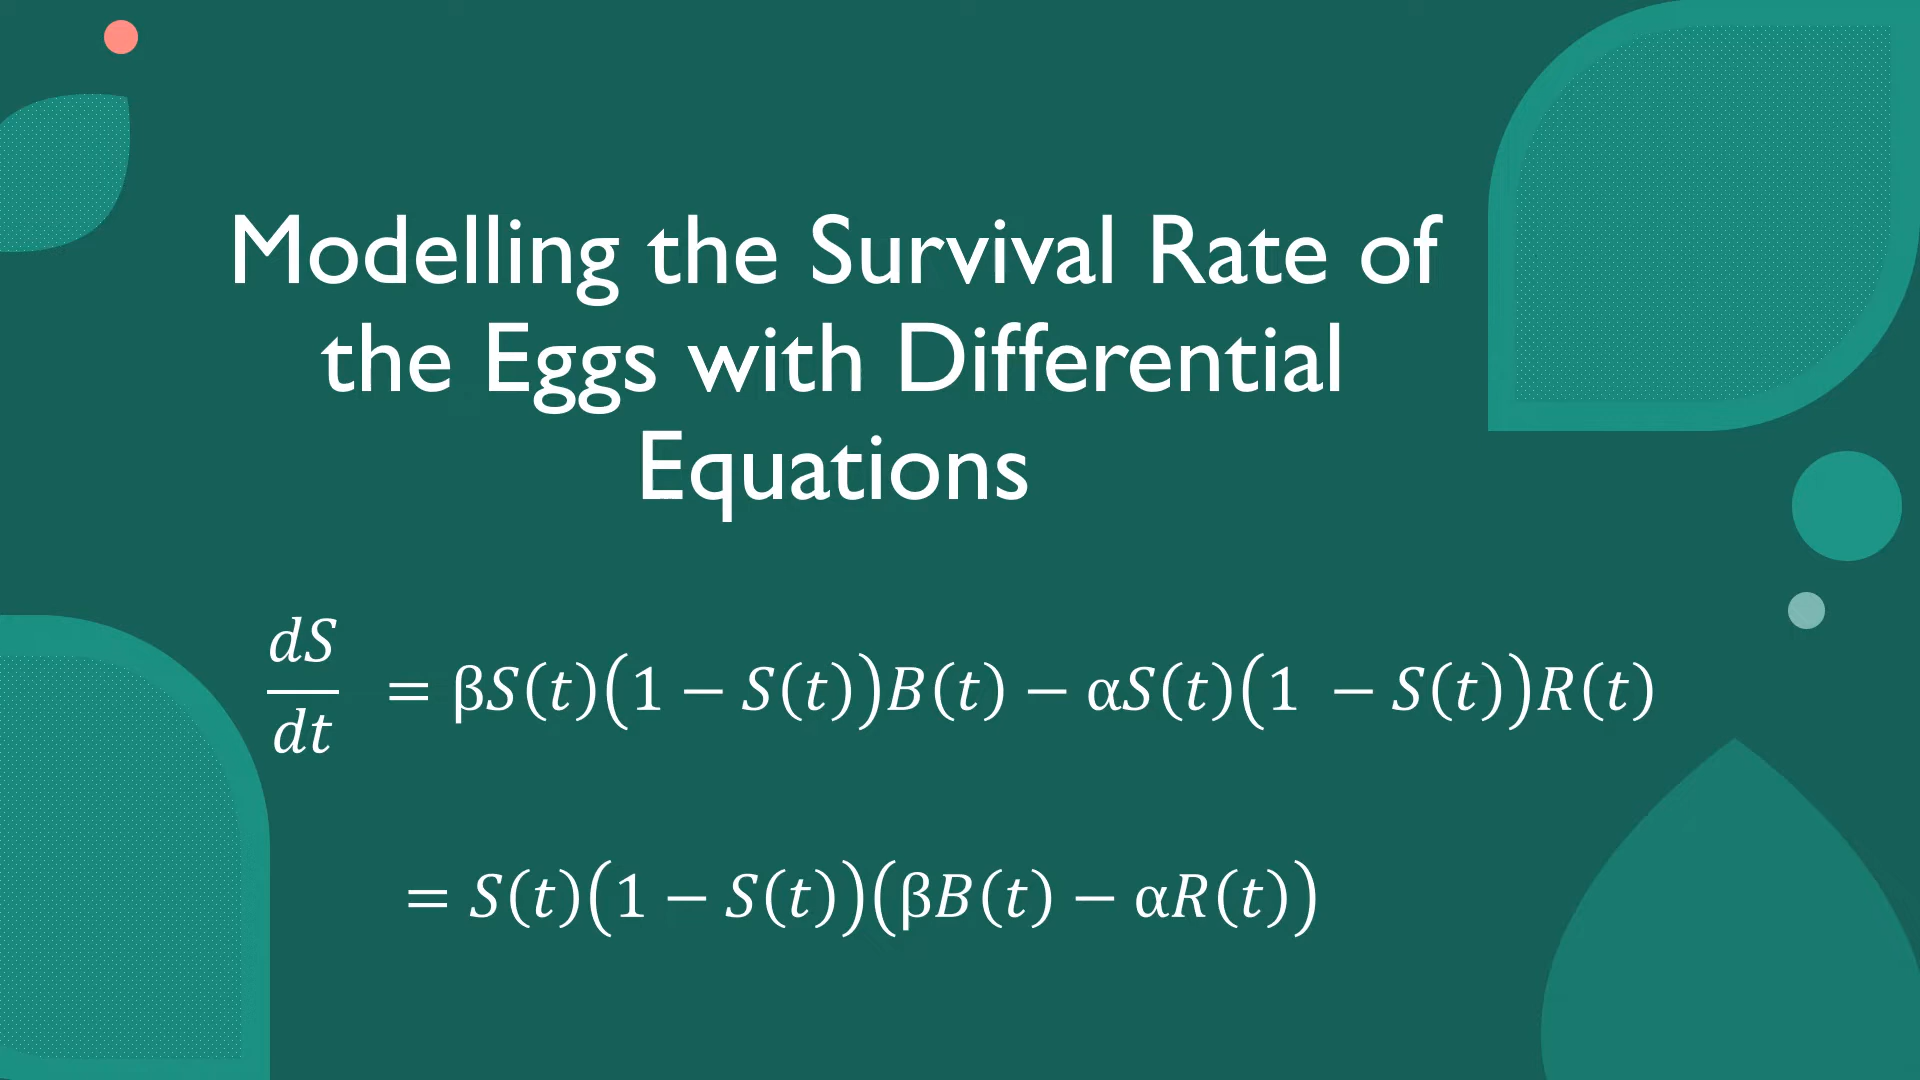 Modelling the Survival Rate of
the Eggs with Differential
Equations
dS/dt = βS(t)(1 − S(t))B(t) − αS(t)(1 − S(t))R(t)
= S(t)(1 − S(t))(βB(t) − αR(t))